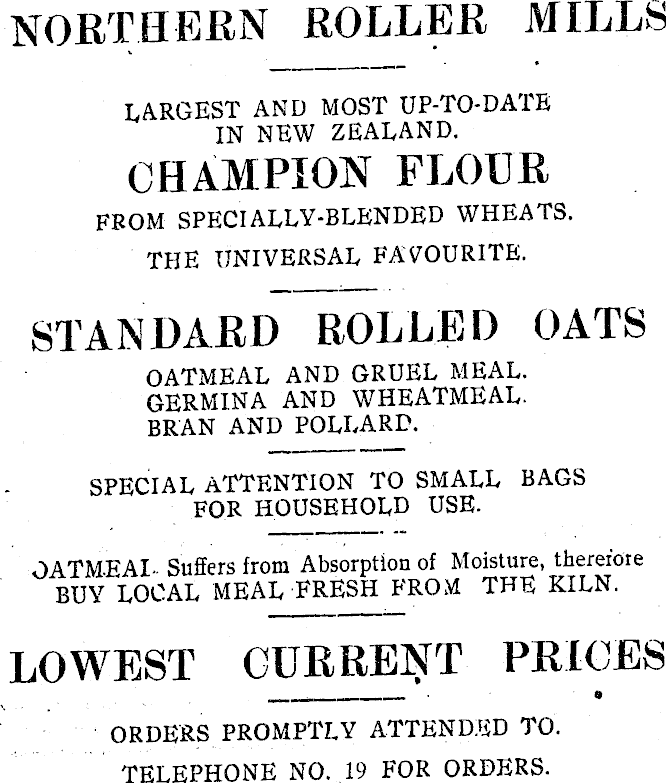 NORTHERN ROLLER MILLS
LARGEST AND MOST UP-TO-DATE
IN NEW ZEALAND.
CHAMPION FLOUR
FROM SPECIALLY-BLENDED WHEATS.
THE UNIVERSAL FAVOURITE.
STANDARD ROLLED OATS
OATMEAL AND GRUEL MEAL.
GERMINA AND WHEATMEAL.
BRAN AND POLLARD.
SPECIAL ATTENTION TO SMALL BAGS
FOR HOUSEHOLD USE.
OATMEAL Suffers from Absorption of Moisture, therefore
BUY LOCAL MEAL FRESH FROM THE KILN.
LOWEST CURRENT PRICES
ORDERS PROMPTLY ATTENDED TO.
TELEPHONE NO. 19 FOR ORDERS.